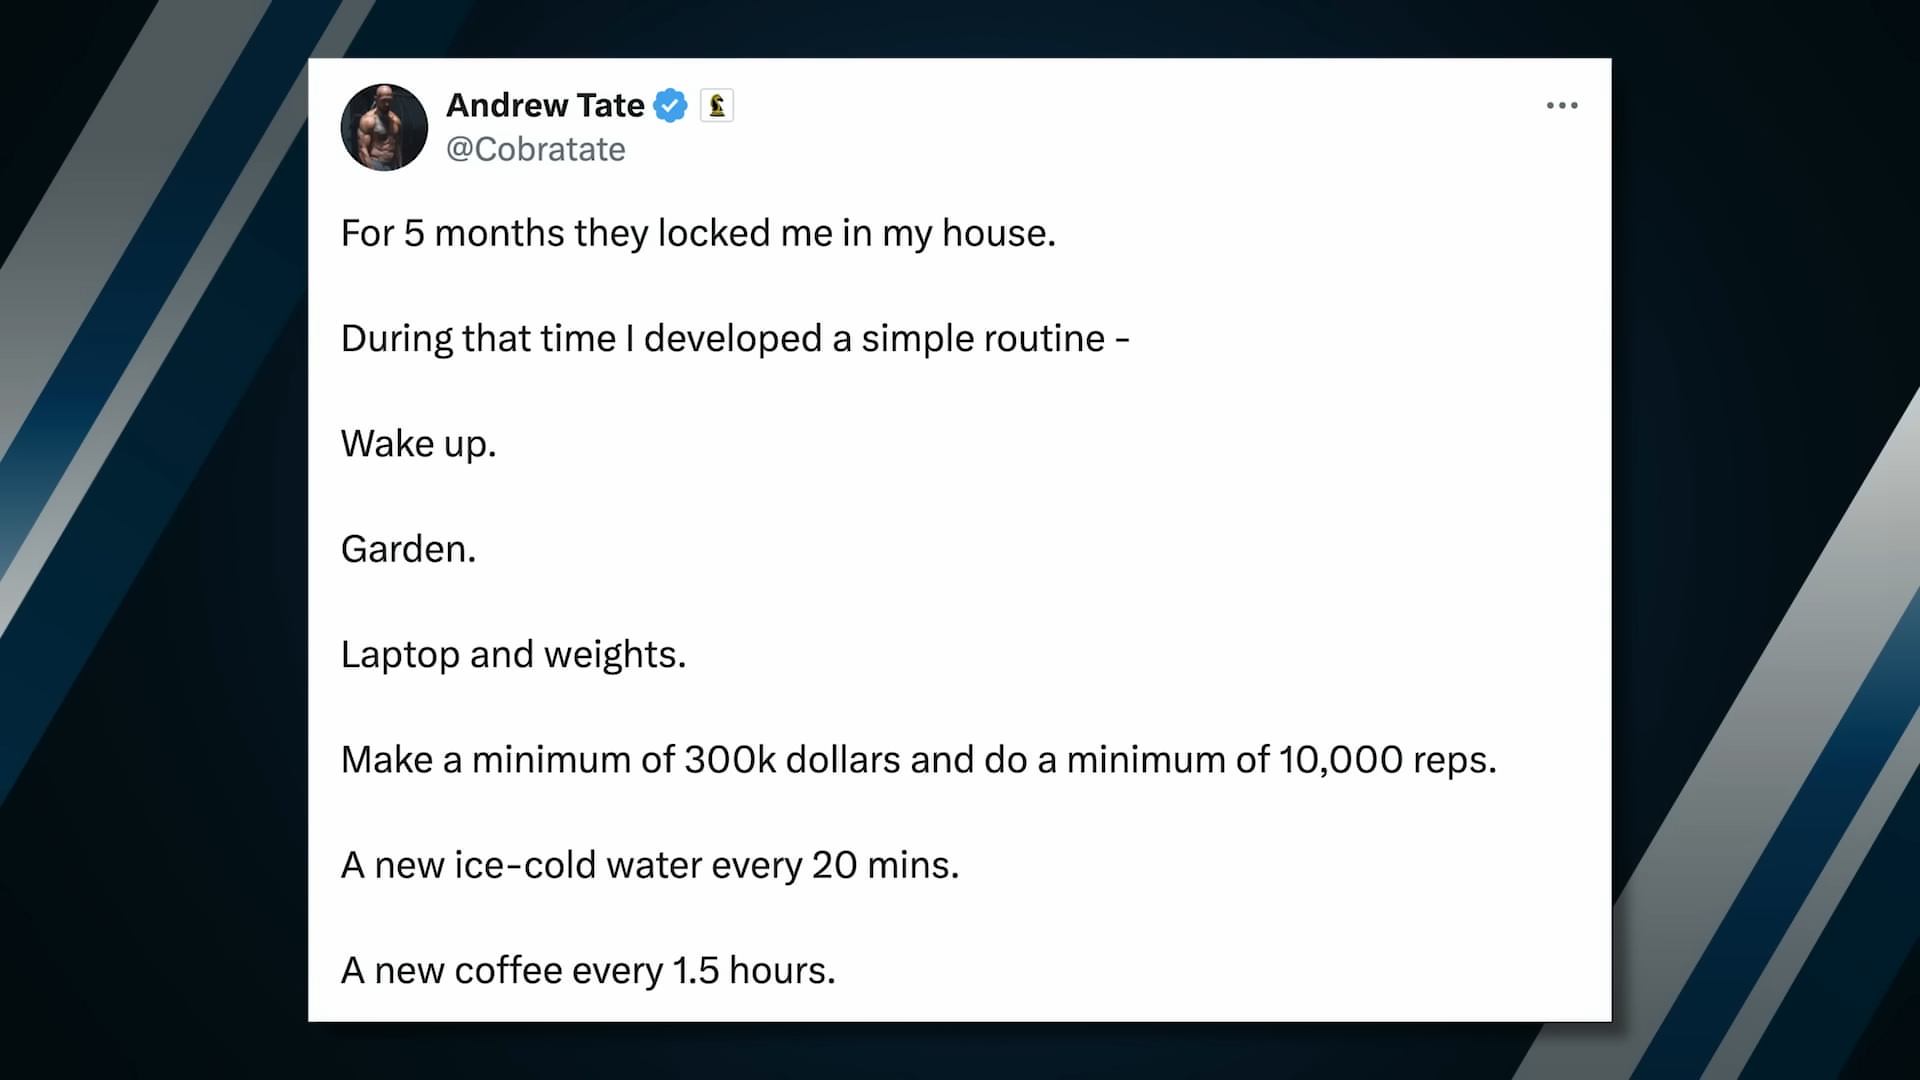 Andrew Tate
@Cobratate
For 5 months they locked me in my house.
During that time I developed a simple routine -
Wake up.
Garden.
Laptop and weights.
Make a minimum of 300k dollars and do a minimum of 10,000 reps.
A new ice-cold water every 20 mins.
A new coffee every 1.5 hours.